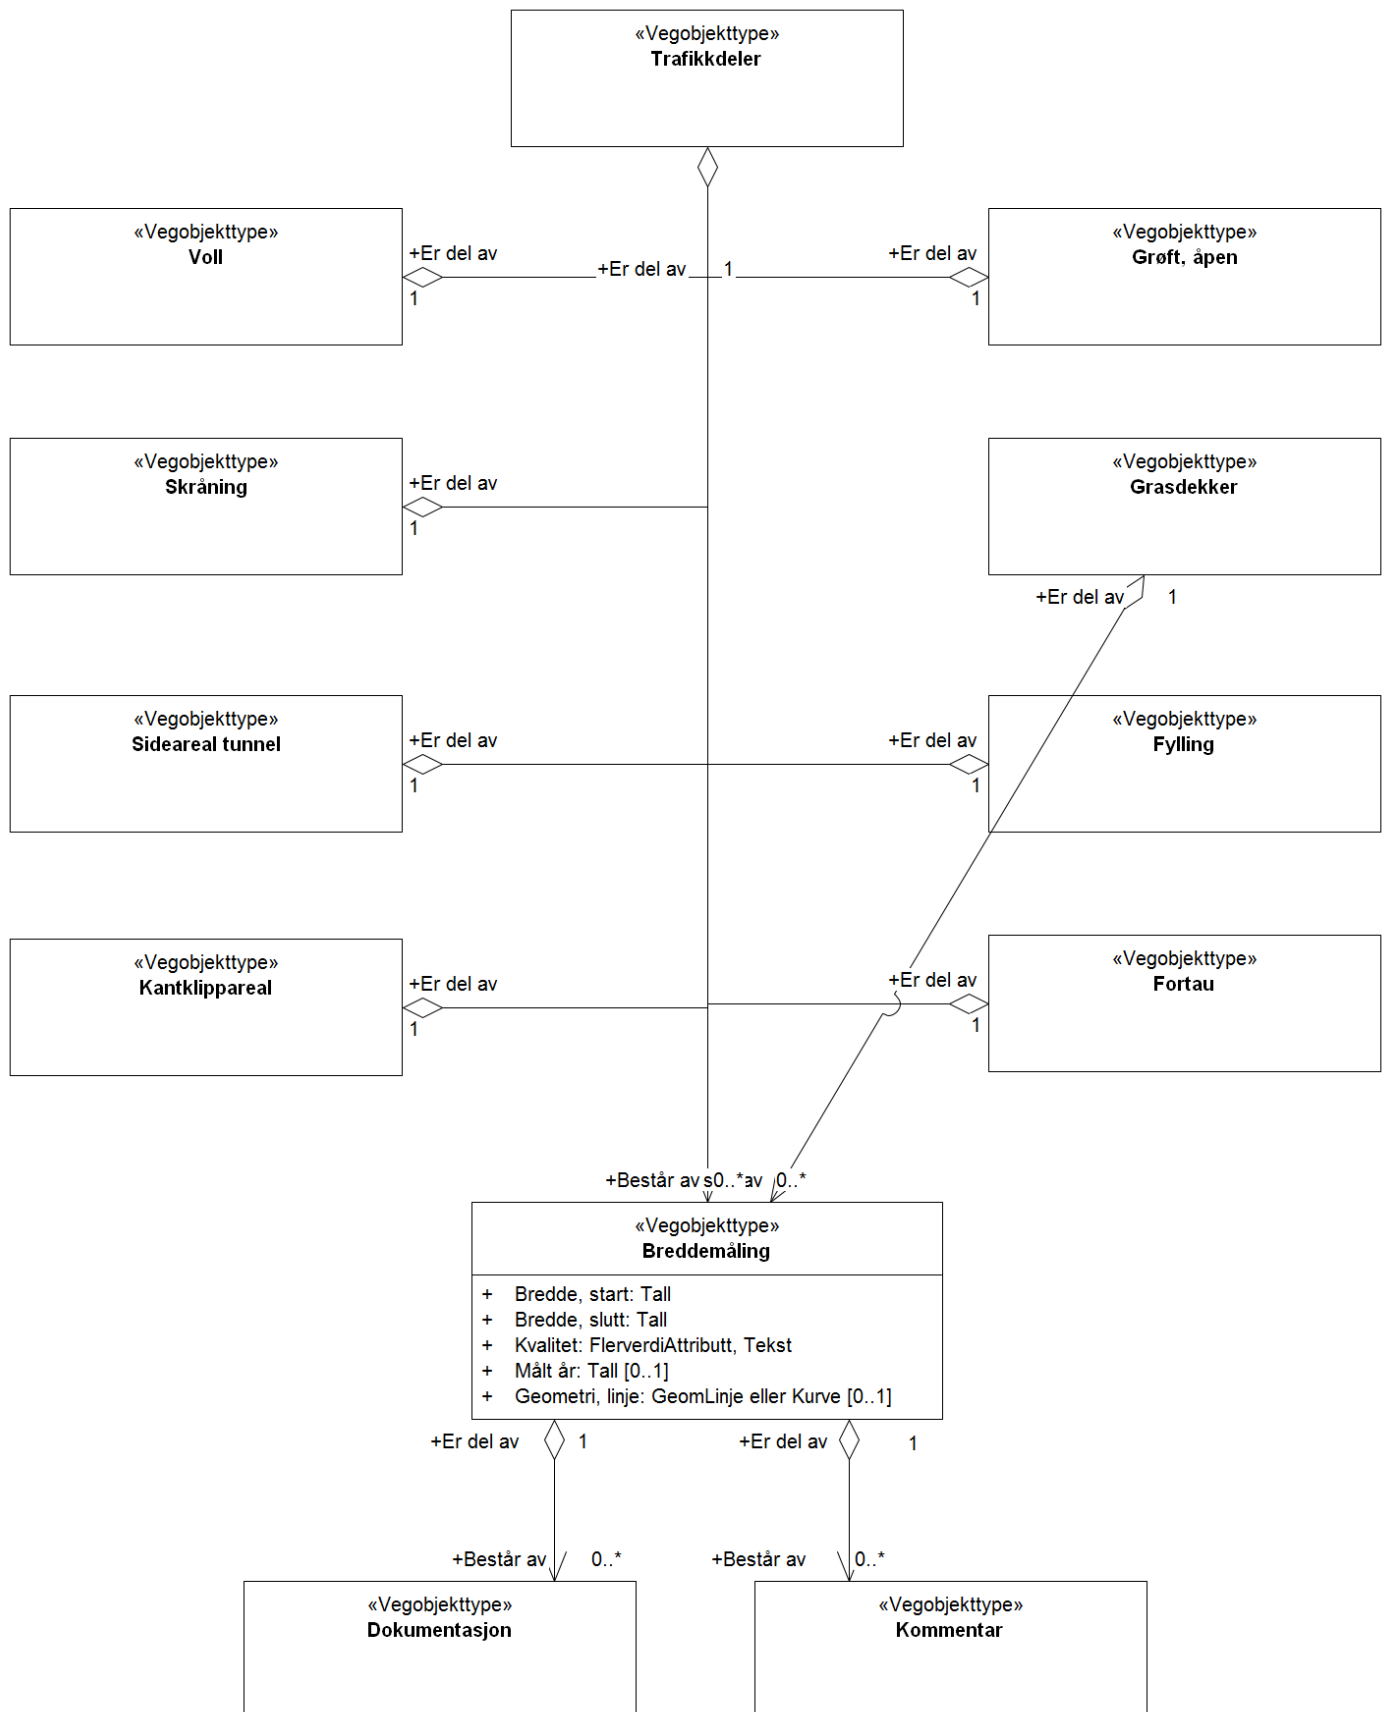 «Vegobjekttype»
Trafikkdeler
«Vegobjekttype»
Voll
+Er del av
1
+Er del av
1
+Er del av
1
«Vegobjekttype»
Grøft, åpen
«Vegobjekttype»
Skråning
+Er del av
1
«Vegobjekttype»
Grasdekker
+Er del av
1
«Vegobjekttype»
Sideareal tunnel
+Er del av
1
+Er del av
1
«Vegobjekttype»
Fylling
«Vegobjekttype»
Kantklippareal
+Er del av
1
+Er del av
1
«Vegobjekttype»
Fortau
+Består av s0..*av 0..*
«Vegobjekttype»
Breddemåling
+ Bredde, start: Tall
+ Bredde, slutt: Tall
+ Kvalitet: FlerverdiAttributt, Tekst
+ Målt år: Tall [0..1]
+ Geometri, linje: GeomLinje eller Kurve [0..1]
+Er del av 1
+Er del av 1
+Består av 0..*
+Består av 0..*
«Vegobjekttype»
Dokumentasjon
«Vegobjekttype»
Kommentar